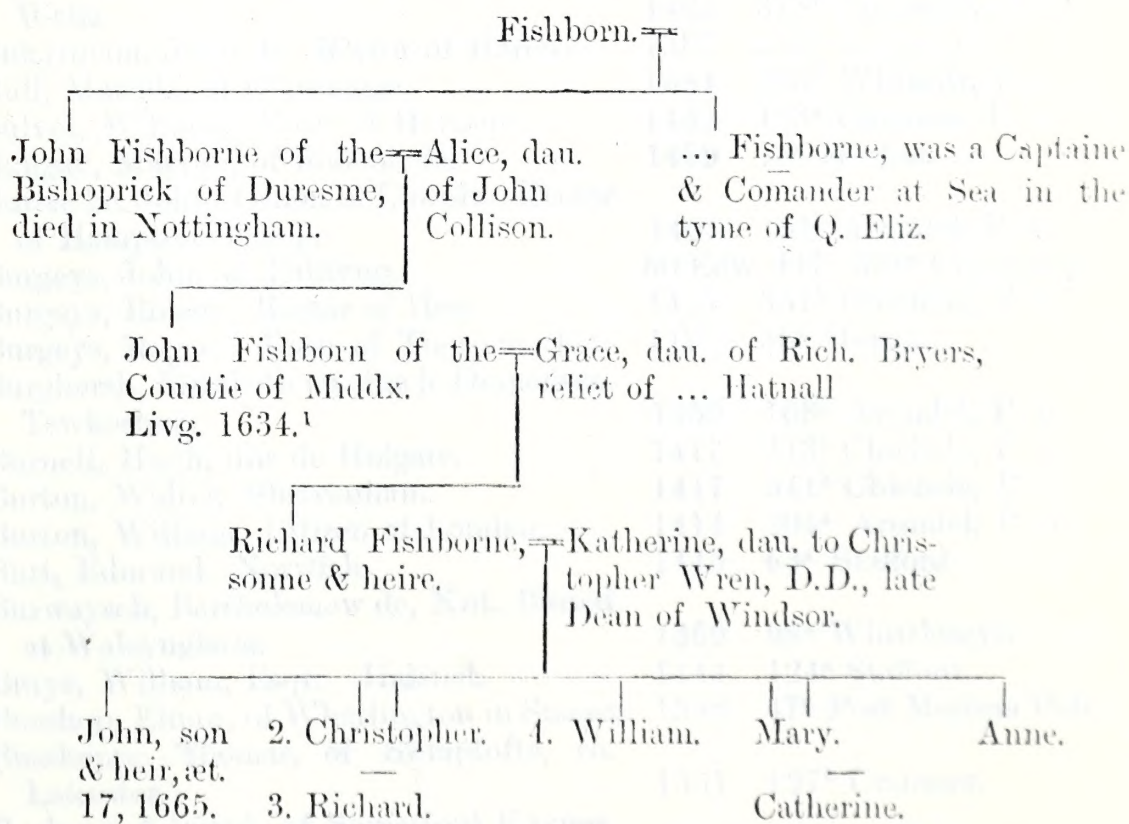 Fishborn.
John Fishborne of the
Bishoprick of Duresme,
died in Nottingham.
Alice, dau.
of John
Collison.
... Fishborne, was a Captaine
& Comander at Sea in the
tyme of Q. Eliz.
John Fishborn of the
Countie of Middx.
Livg. 1634.¹
Grace, dau. of Rich. Bryers,
relict of ... Hatnall
Richard Fishborne,
sonne & heire.
Katherine, dau. to Chris-
topher Wren, D.D., late
Dean of Windsor.
John, son
& heir, æt.
17, 1665.
2. Christopher.
—
3. Richard.
4. William.
Mary.
—
Catherine.
Anne.